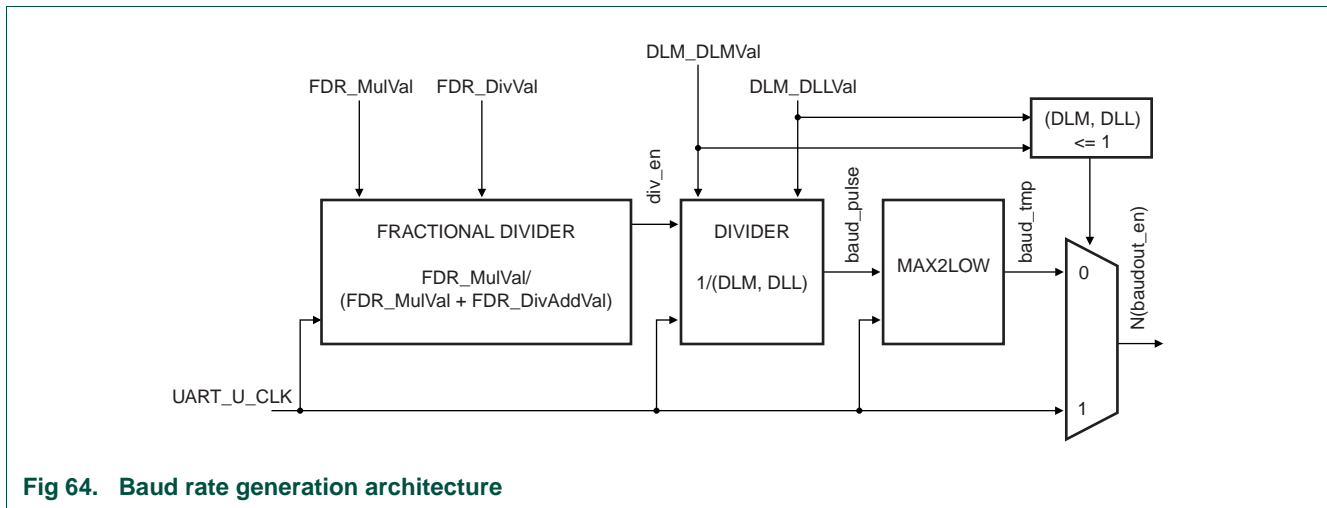 DLM_DLMVal
FDR_MulVal
FDR_DivVal
DLM_DLLVal
(DLM, DLL)
<= 1
div_en
baud_pulse
baud_tmp
N(baudout_en)
FRACTIONAL DIVIDER
FDR_MulVal/
(FDR_MulVal + FDR_DivAddVal)
DIVIDER
1/(DLM, DLL)
MAX2LOW
0
1
UART_U_CLK
Fig 64. Baud rate generation architecture